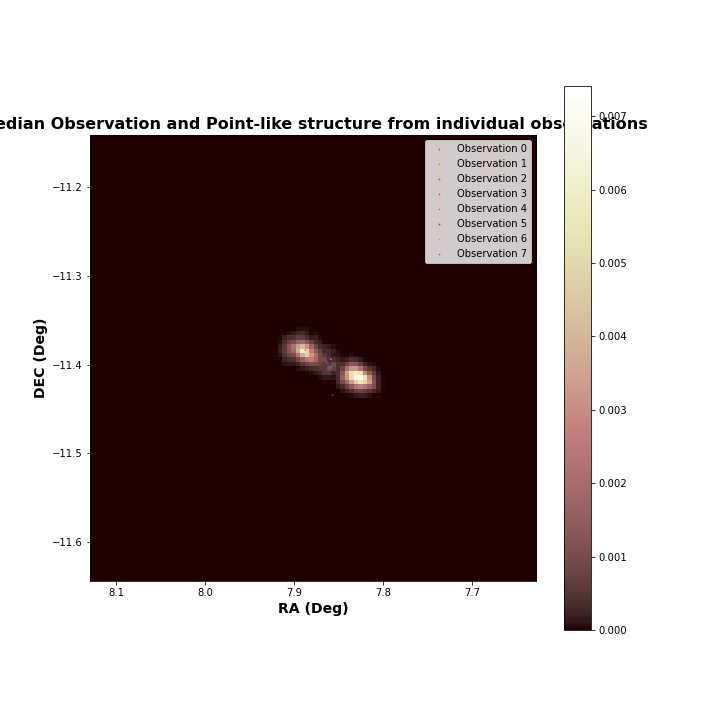 Observation and Point-like structure from individual
Observation 0
Observation 1
Observation 2
Observation 3
Observation 4
Observation 5
Observation 6
Observation 7
−11.2
−11.3
−11.4
−11.5
−11.6
DEC (Deg)
8.1 8.0 7.9 7.8 7.7
RA (Deg)
0.007
0.006
0.005
0.004
0.003
0.002
0.001
0.000